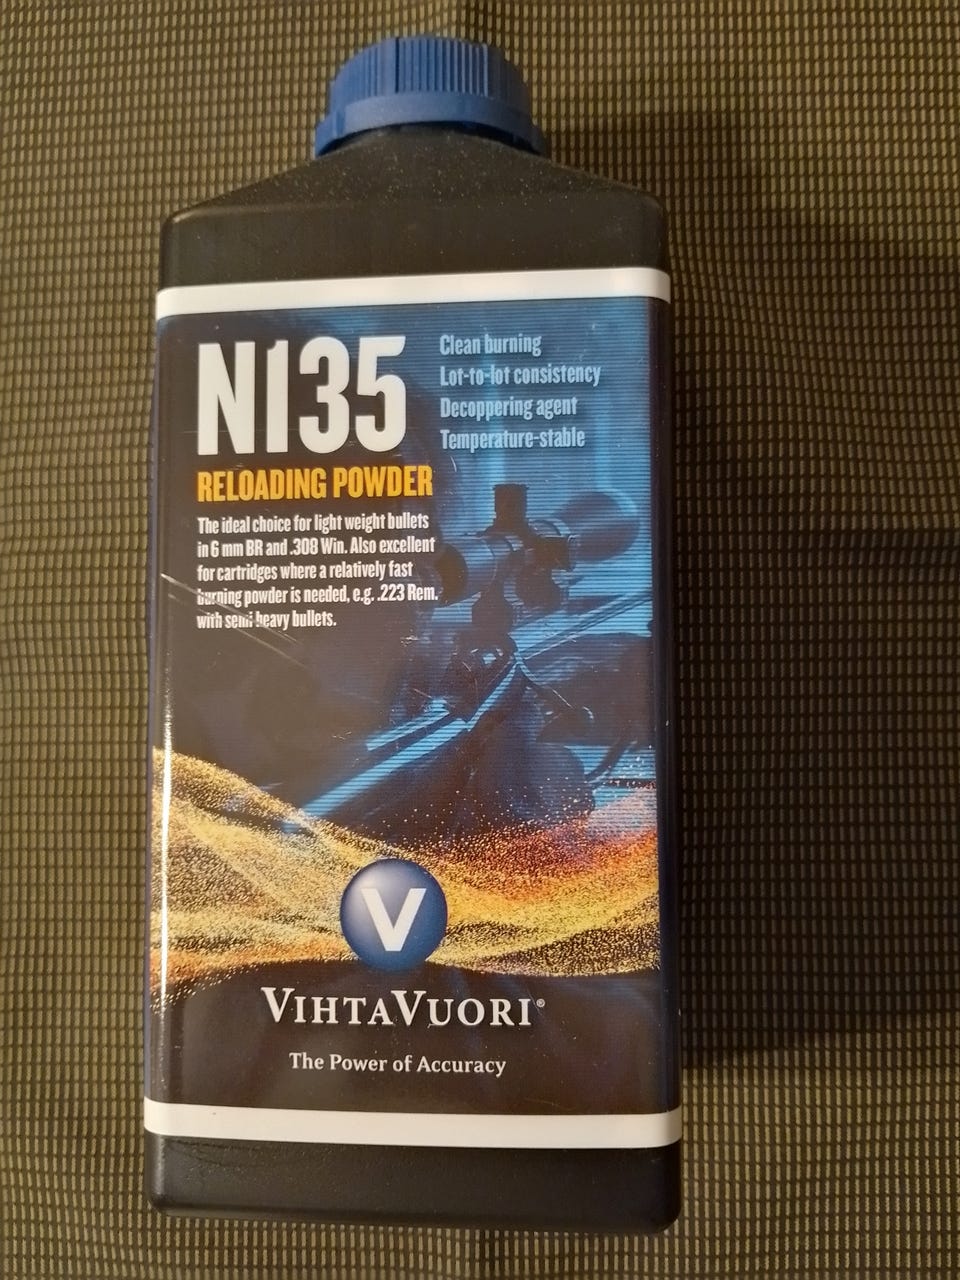 N135
RELOADING POWDER
The ideal choice for light weight bullets
in 6 mm BR and .308 Win. Also excellent
for cartridges where a relatively fast
burning powder is needed, e.g. .223 Rem.
with semi heavy bullets.
Clean burning
Lot-to-lot consistency
Decoppering agent
Temperature-stable
V
VIHTAVUORI®
The Power of Accuracy